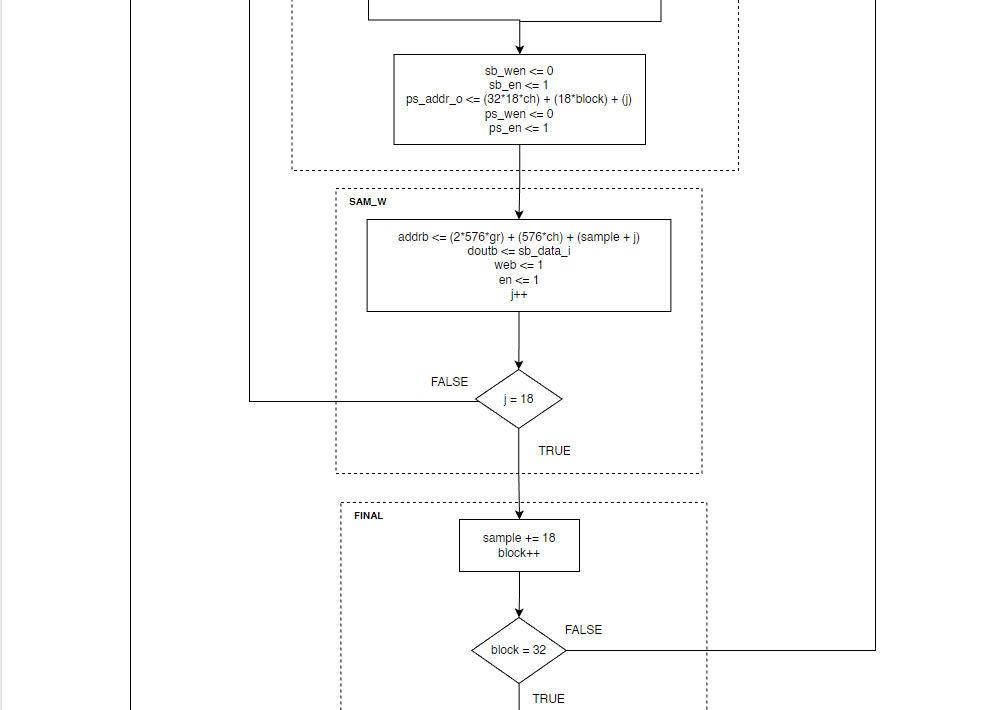 sb_wen <= 0
sb_en <= 1
ps_addr_o <= (32*18*ch) + (18*block) + (j)
ps_wen <= 0
ps_en <= 1
SAM_W
addrb <= (2*576*gr) + (576*ch) + (sample + j)
doutb <= sb_data_i
web <= 1
en <= 1
j++
FALSE
j = 18
TRUE
FINAL
sample += 18
block++
FALSE
block = 32
TRUE